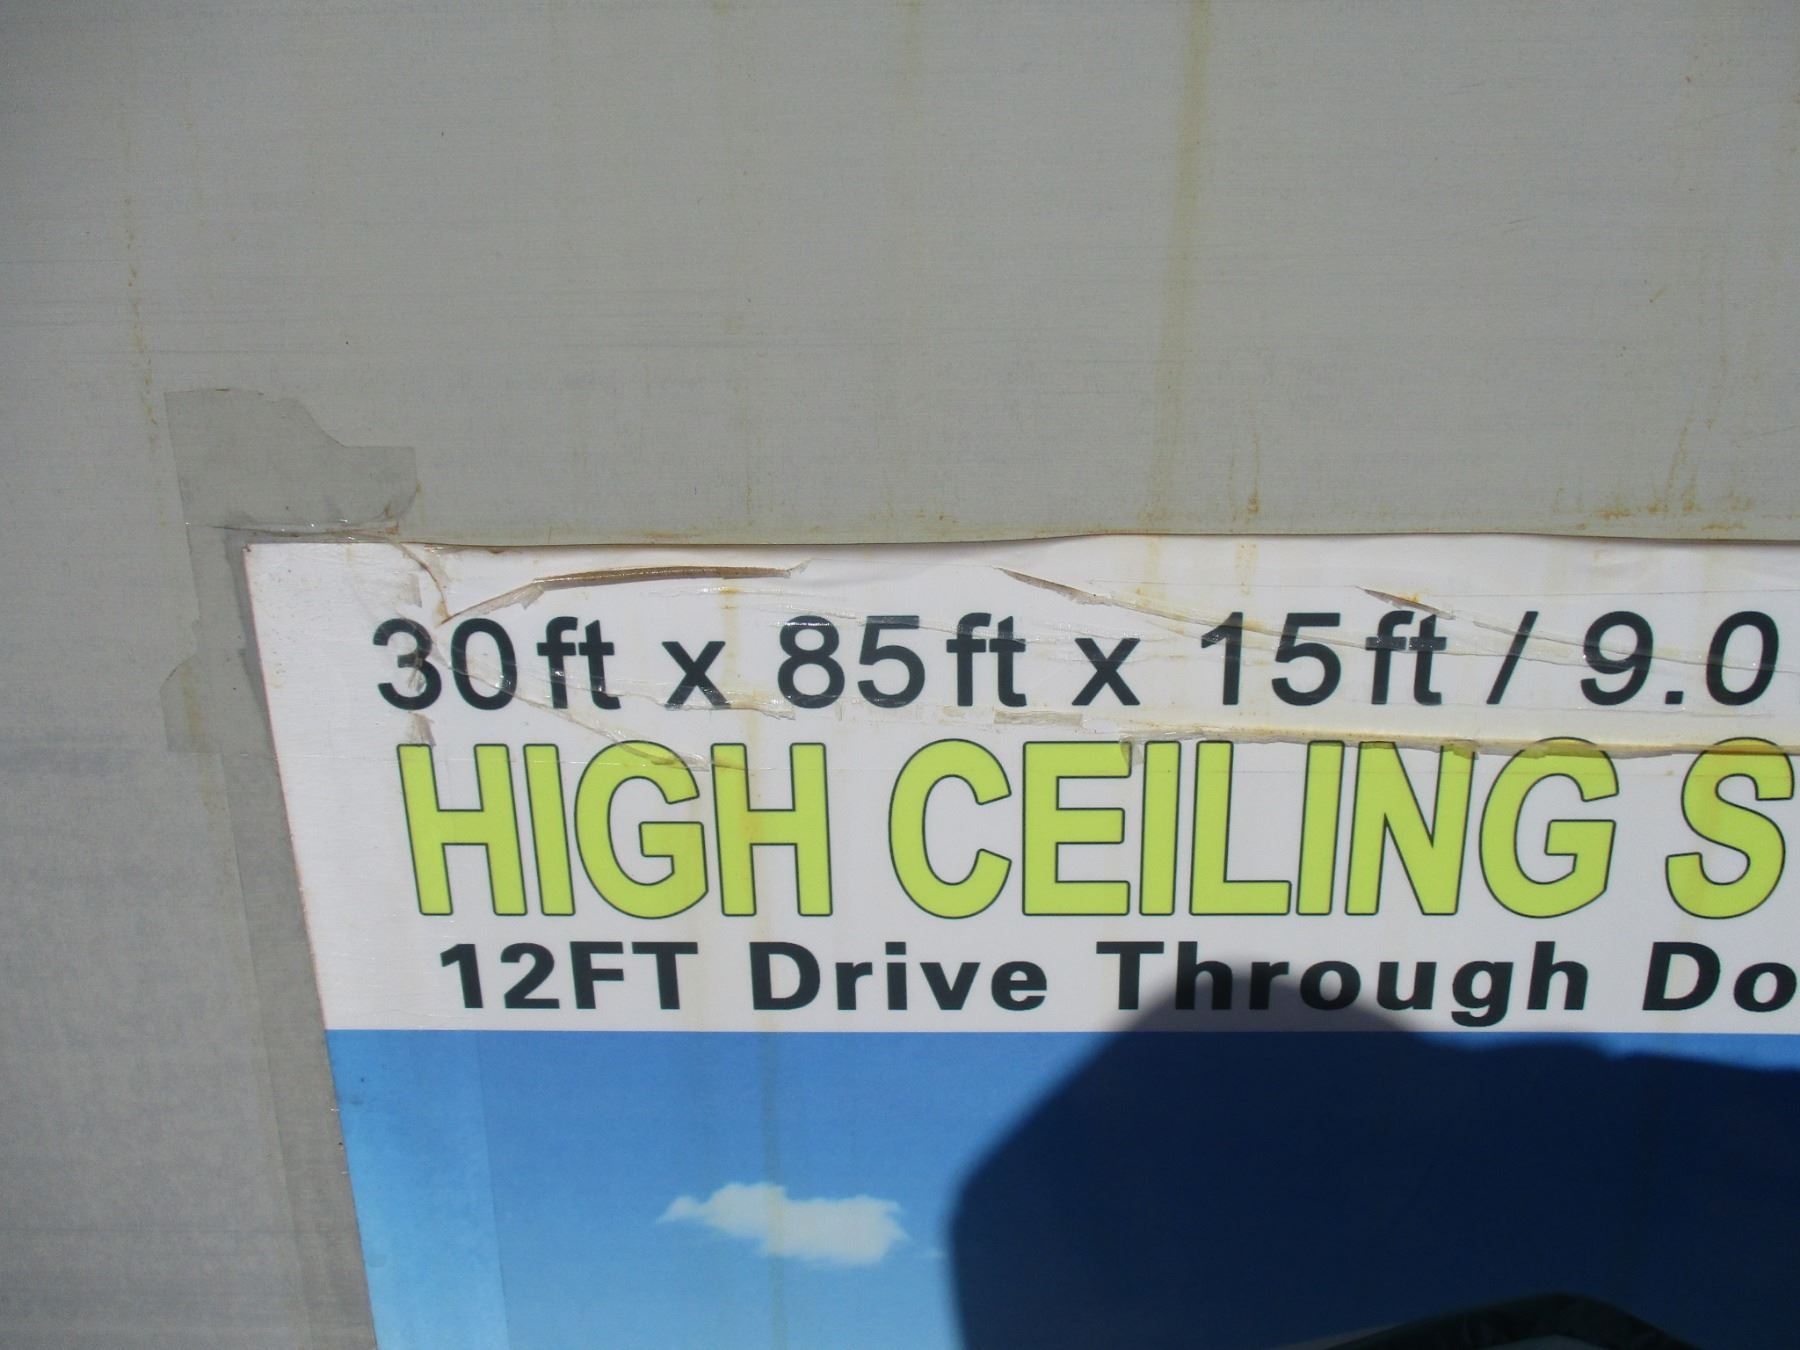 30ft x 85ft x 15ft / 9.0
HIGH CEILING S
12FT Drive Through Do